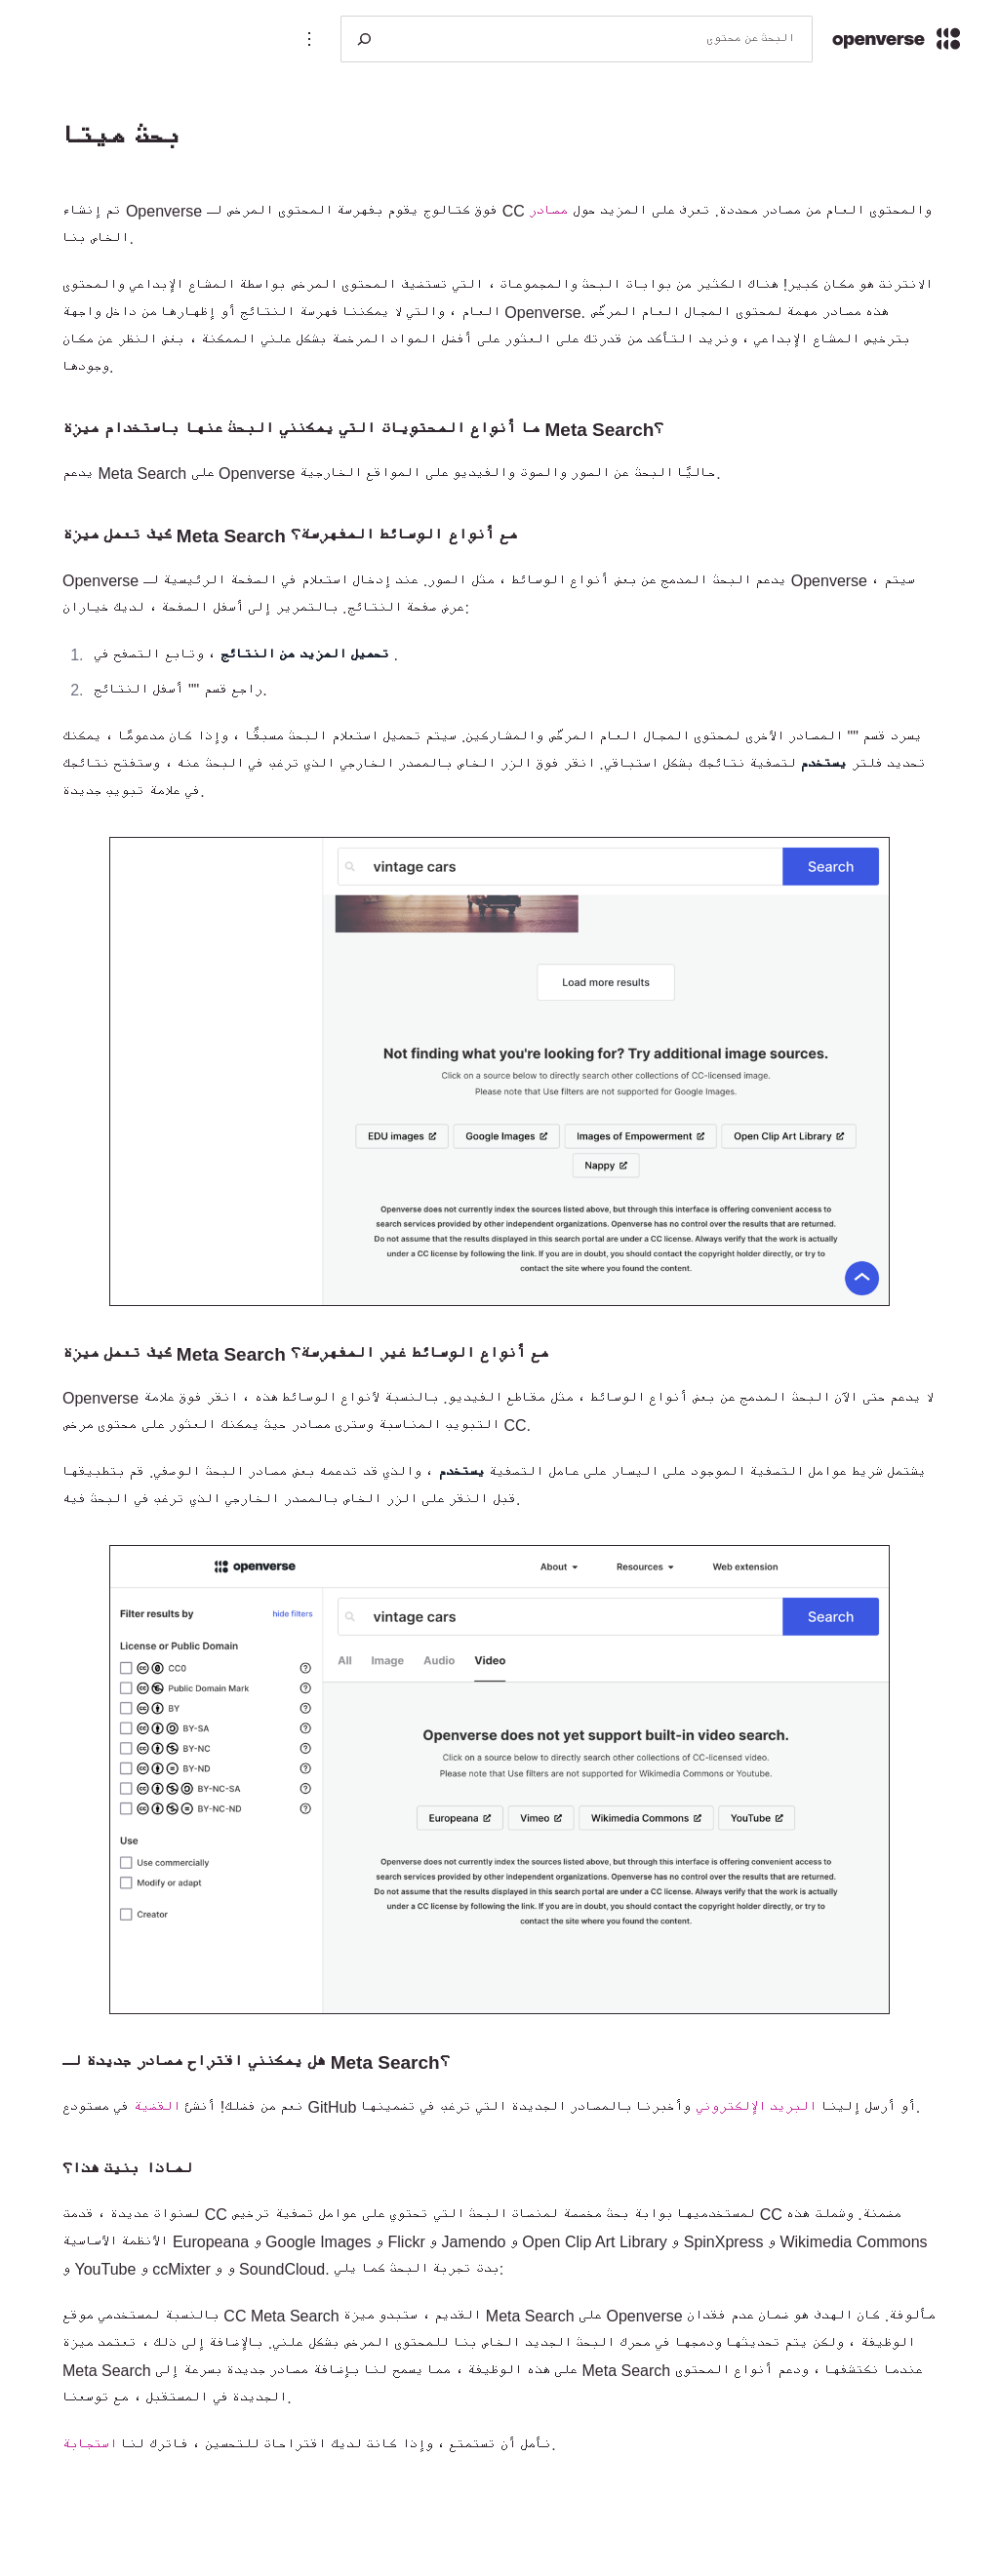 openverse
البحث عن محتوى
بحث ميتا
تم إنشاء Openverse فوق كتالوج يقوم بفهرسة المحتوى المرخص لـ CC والمحتوى العام من مصادر محددة. تعرف على المزيد حول مصادر
الخاص بنا.
الانترنت هو مكان كبير! هناك الكثير من بوابات البحث والمجموعات ، التي تستضيف المحتوى المرخص بواسطة المشاع الإبداعي والمحتوى
العام ، والتي لا يمكننا فهرسة النتائج أو إظهارها من داخل واجهة Openverse. هذه مصادر مهمة لمحتوى المجال العام المرخّص
بترخيص المشاع الإبداعي ، ونريد التأكد من قدرتك على العثور على أفضل المواد المرخصة بشكل علني الممكنة ، بغض النظر عن مكان
وجودها.
ما أنواع المحتويات التي يمكنني البحث عنها باستخدام ميزة Meta Search؟
يدعم Meta Search على Openverse حاليًا البحث عن الصور والصوت والفيديو على المواقع الخارجية.
كيف تعمل ميزة Meta Search مع أنواع الوسائط المفهرسة؟
Openverse يدعم البحث المدمج عن بعض أنواع الوسائط ، مثل الصور. عند إدخال استعلام في الصفحة الرئيسية لـ Openverse ، سيتم
عرض صفحة النتائج. بالتمرير إلى أسفل الصفحة ، لديك خياران:
1. تحميل المزيد من النتائج ، وتابع التصفح في .
2. راجع قسم "" أسفل النتائج.
يسرد قسم "" المصادر الأخرى لمحتوى المجال العام المرخّص والمشاركين. سيتم تحميل استعلام البحث مسبقًا ، وإذا كان مدعومًا ، يمكنك
تحديد فلتر يستخدم لتصفية نتائجك بشكل استباقي. انقر فوق الزر الخاص بالمصدر الخارجي الذي ترغب في البحث عنه ، وستفتح نتائجك
في علامة تبويب جديدة.
vintage cars
Search
Load more results
Not finding what you're looking for? Try additional image sources.
Click on a source below to directly search other collections of CC-licensed image.
Please note that Use filters are not supported for Google Images.
EDU images
Google Images
Images of Empowerment
Open Clip Art Library
Nappy
Openverse does not currently index the sources listed above, but through this interface is offering convenient access to
search services provided by other independent organizations. Openverse has no control over the results that are returned.
Do not assume that the results displayed in this search portal are under a CC license. Always verify that the work is actually
under a CC license by following the link. If you are in doubt, you should contact the copyright holder directly, or try to
contact the site where you found the content.
كيف تعمل ميزة Meta Search مع أنواع الوسائط غير المفهرسة؟
Openverse لا يدعم حتى الآن البحث المدمج عن بعض أنواع الوسائط ، مثل مقاطع الفيديو. بالنسبة لأنواع الوسائط هذه ، انقر فوق علامة
التبويب المناسبة وسترى مصادر حيث يمكنك العثور على محتوى مرخص CC.
يشتمل شريط عوامل التصفية الموجود على اليسار على عامل التصفية يستخدم ، والذي قد تدعمه بعض مصادر البحث الوصفي. قم بتطبيقها
قبل النقر على الزر الخاص بالمصدر الخارجي الذي ترغب في البحث فيه.
openverse
About
Resources
Web extension
Filter results by
hide filters
vintage cars
Search
License or Public Domain
CC0
Public Domain Mark
BY
BY-SA
BY-NC
BY-ND
BY-NC-SA
BY-NC-ND
Use
Use commercially
Modify or adapt
Creator
All
Image
Audio
Video
Openverse does not yet support built-in video search.
Click on a source below to directly search other collections of CC-licensed video.
Please note that Use filters are not supported for Wikimedia Commons or Youtube.
Europeana
Vimeo
Wikimedia Commons
YouTube
Openverse does not currently index the sources listed above, but through this interface is offering convenient access to
search services provided by other independent organizations. Openverse has no control over the results that are returned.
Do not assume that the results displayed in this search portal are under a CC license. Always verify that the work is actually
under a CC license by following the link. If you are in doubt, you should contact the copyright holder directly, or try to
contact the site where you found the content.
هل يمكنني اقتراح مصادر جديدة لـ Meta Search؟
نعم من فضلك! أنشئ القضية في مستودع GitHub أو أرسل إلينا البريد الإلكتروني وأخبرنا بالمصادر الجديدة التي ترغب في تضمينها.
لماذا بنيت هذا؟
لسنوات عديدة ، قدمت CC لمستخدميها بوابة بحث مخصصة لمنصات البحث التي تحتوي على عوامل تصفية ترخيص CC مضمنة. وشملت هذه
الأنظمة الأساسية Europeana و Google Images و Flickr و Jamendo و Open Clip Art Library و SpinXpress و Wikimedia Commons
و YouTube و ccMixter و و SoundCloud. بدت تجربة البحث كما يلي:
بالنسبة لمستخدمي موقع CC Meta Search القديم ، ستبدو ميزة Meta Search على Openverse مألوفة. كان الهدف هو ضمان عدم فقدان
الوظيفة ، ولكن يتم تحديثها ودمجها في محرك البحث الجديد الخاص بنا للمحتوى المرخص بشكل علني. بالإضافة إلى ذلك ، تعتمد ميزة
Meta Search على هذه الوظيفة ، مما يسمح لنا بإضافة مصادر جديدة بسرعة إلى Meta Search عندما نكتشفها ، ودعم أنواع المحتوى
الجديدة في المستقبل ، مع توسعنا.
نأمل أن تستمتع ، وإذا كانت لديك اقتراحات للتحسين ، فاترك لنا استجابة.